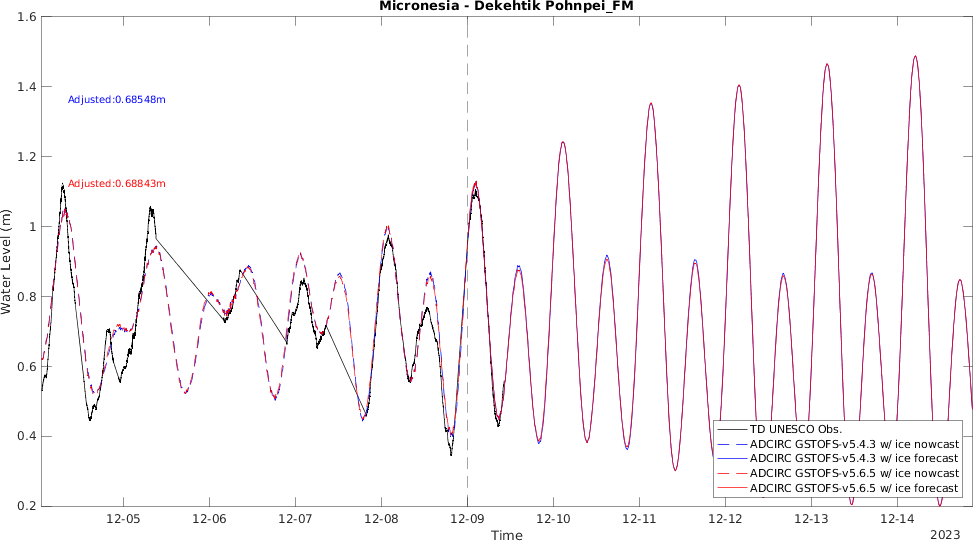 Micronesia - Dekehtik Pohnpei_FM
Water Level (m)
1.6
1.4
1.2
1
0.8
0.6
0.4
0.2
Adjusted:0.68548m
Adjusted:0.68843m
TD UNESCO Obs.
ADCIRC GSTOFS-v5.4.3 w/ ice nowcast
ADCIRC GSTOFS-v5.4.3 w/ ice forecast
ADCIRC GSTOFS-v5.6.5 w/ ice nowcast
ADCIRC GSTOFS-v5.6.5 w/ ice forecast
12-05 12-06 12-07 12-08 12-09 12-10 12-11 12-12 12-13 12-14
Time
2023